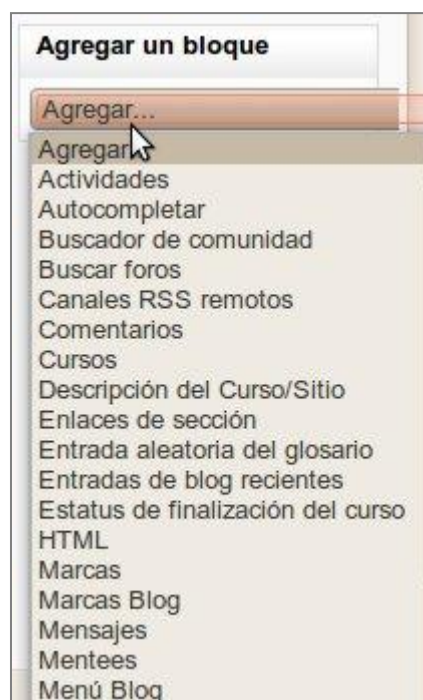 Agregar un bloque
Agregar...
Agregar
Actividades
Autocompletar
Buscador de comunidad
Buscar foros
Canales RSS remotos
Comentarios
Cursos
Descripción del Curso/Sitio
Enlaces de sección
Entrada aleatoria del glosario
Entradas de blog recientes
Estatus de finalización del curso
HTML
Marcas
Marcas Blog
Mensajes
Mentees
Menú Blog